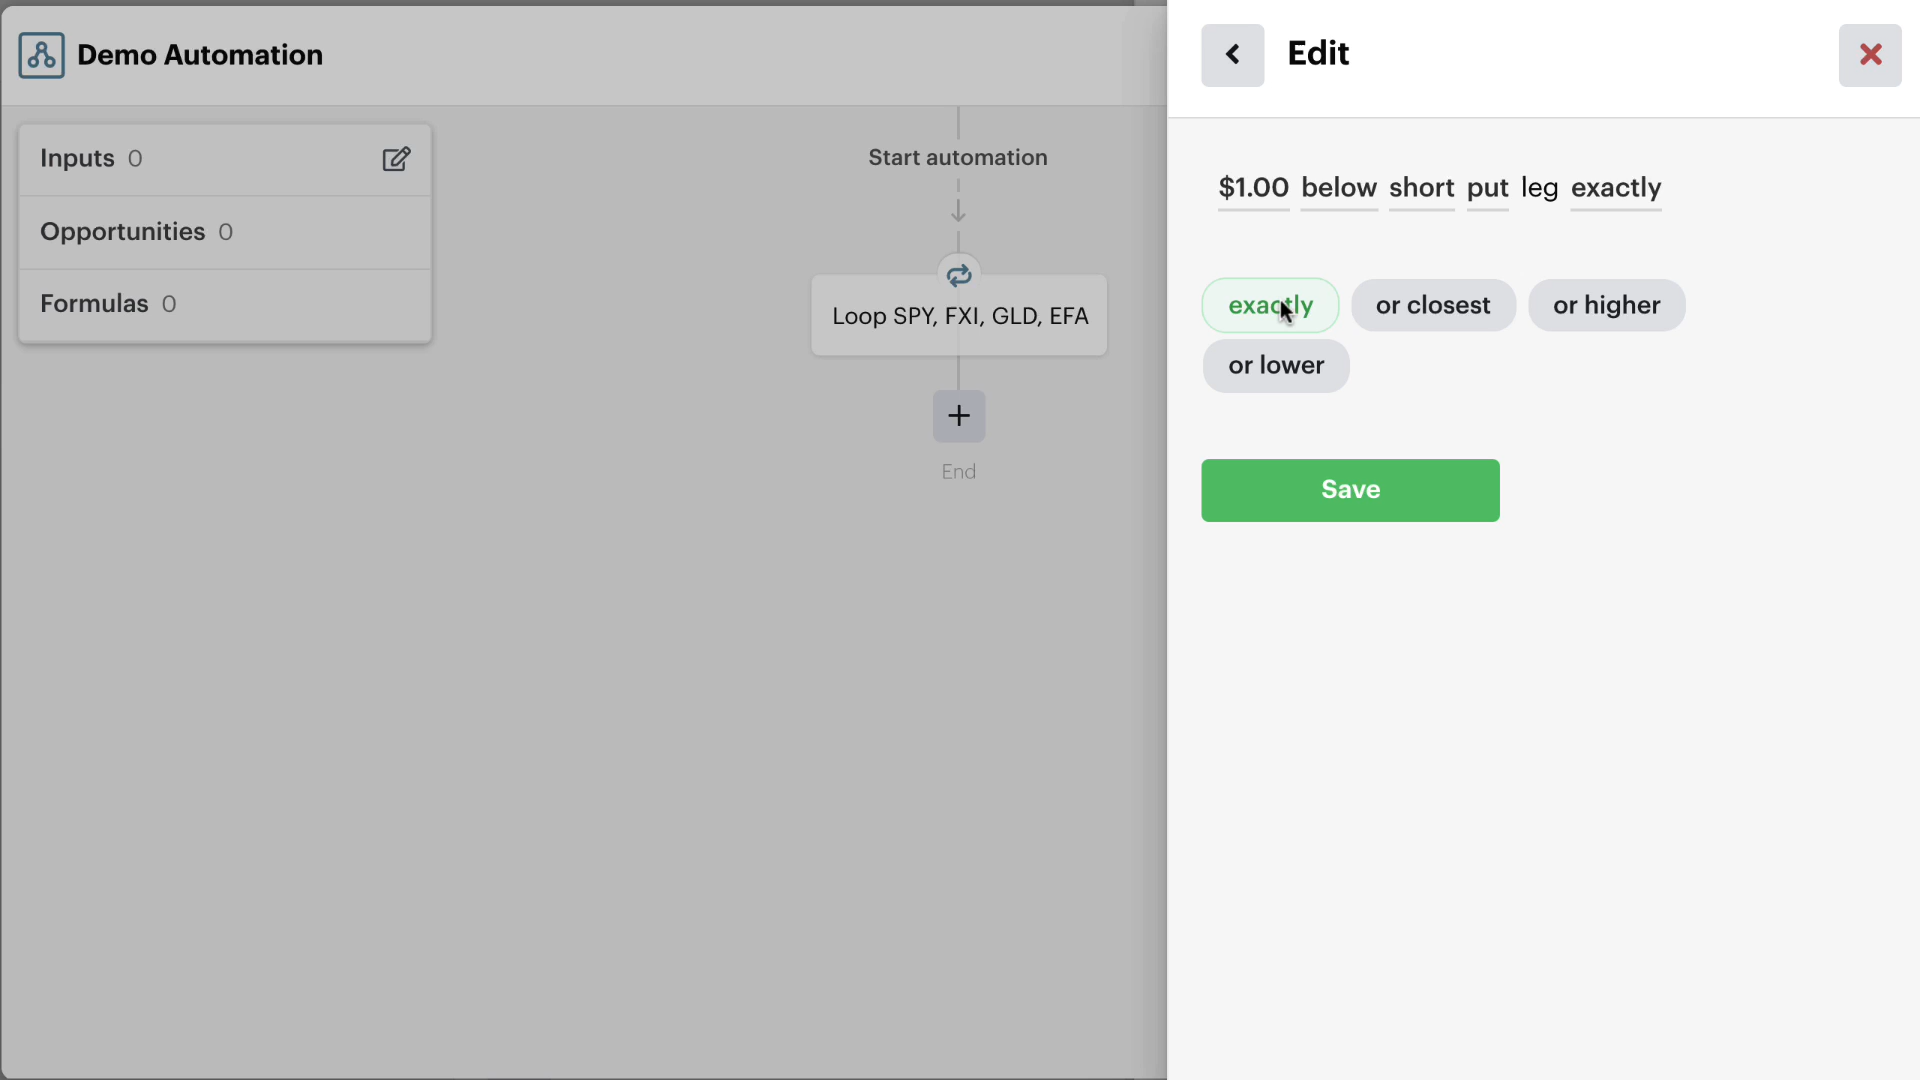 Demo Automation
Edit
Inputs 0
Opportunities 0
Formulas 0
Start automation
Loop SPY, FXI, GLD, EFA
+
End
$1.00 below short put leg exactly
exactly
or closest
or higher
or lower
Save